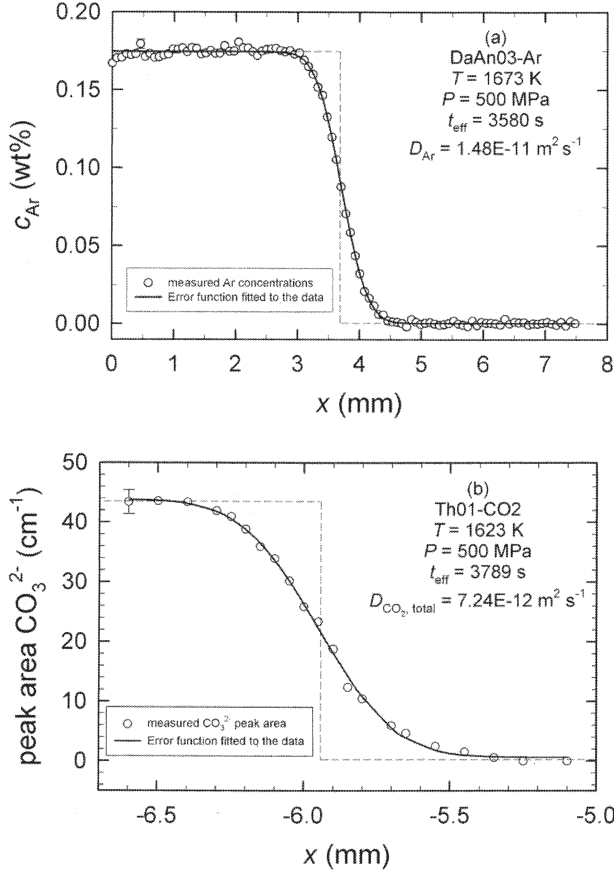 0.20
0.15
0.10
0.05
0.00
c_Ar (wt%)
(a)
DaAn03-Ar
T = 1673 K
P = 500 MPa
t_eff = 3580 s
D_Ar = 1.48E-11 m² s⁻¹
measured Ar concentrations
Error function fitted to the data
0 1 2 3 4 5 6 7 8
x (mm)
50
40
30
20
10
0
peak area CO₃²⁻ (cm⁻¹)
(b)
Th01-CO2
T = 1623 K
P = 500 MPa
t_eff = 3789 s
D_CO₂, total = 7.24E-12 m² s⁻¹
measured CO₃²⁻ peak area
Error function fitted to the data
-6.5 -6.0 -5.5 -5.0
x (mm)